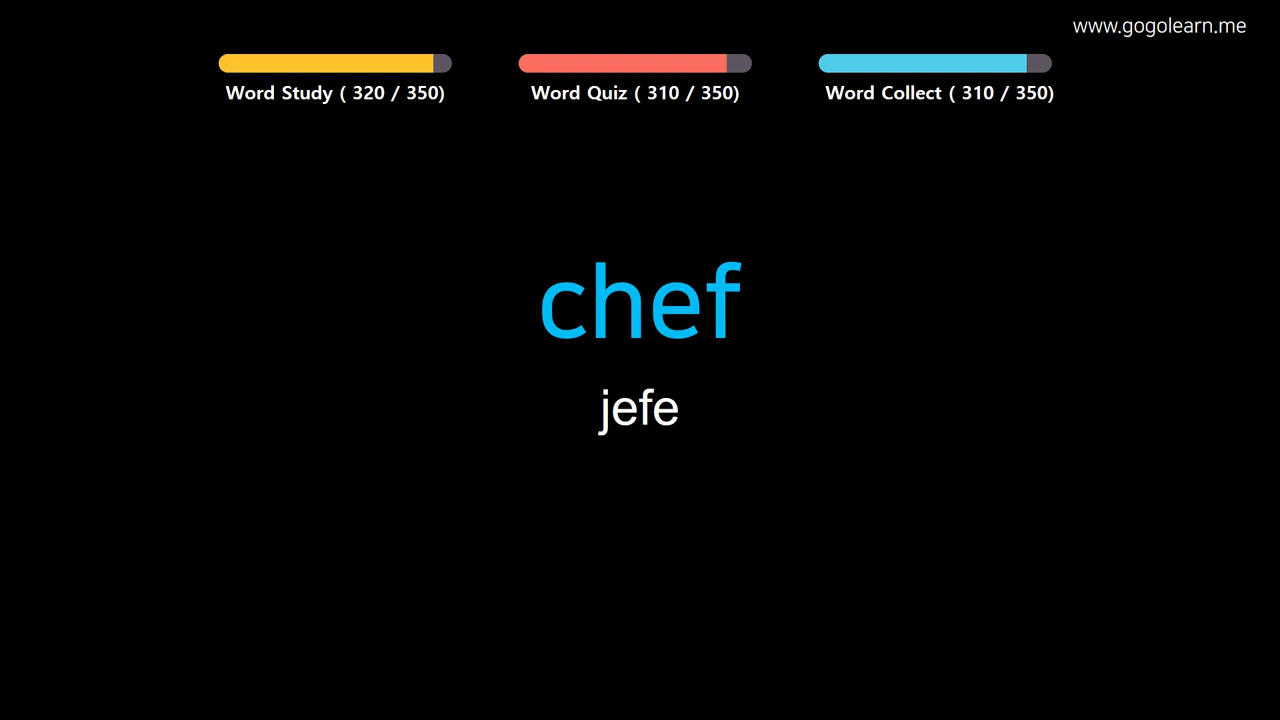 www.gogolearn.me
Word Study ( 320 / 350)
Word Quiz ( 310 / 350)
Word Collect ( 310 / 350)
chef
jefe